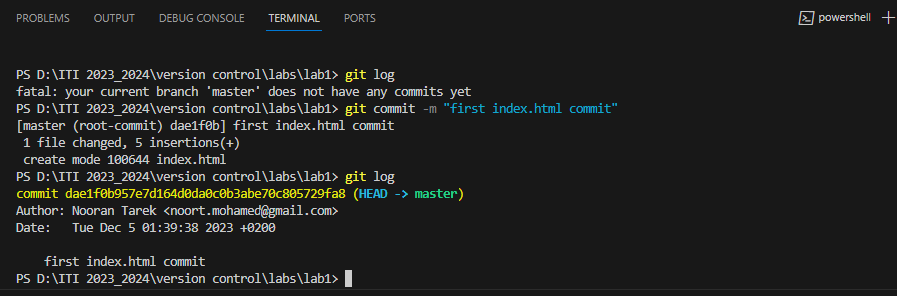 PROBLEMS OUTPUT DEBUG CONSOLE TERMINAL PORTS powershell
PS D:\ITI 2023_2024\version control\labs\lab1> git log
fatal: your current branch 'master' does not have any commits yet
PS D:\ITI 2023_2024\version control\labs\lab1> git commit -m "first index.html commit"
[master (root-commit) dae1f0b] first index.html commit
 1 file changed, 5 insertions(+)
 create mode 100644 index.html
PS D:\ITI 2023_2024\version control\labs\lab1> git log
commit dae1f0b957e7d164d0da0c0b3abe70c805729fa8 (HEAD -> master)
Author: Nooran Tarek <noort.mohamed@gmail.com>
Date:   Tue Dec 5 01:39:38 2023 +0200
    first index.html commit
PS D:\ITI 2023_2024\version control\labs\lab1>